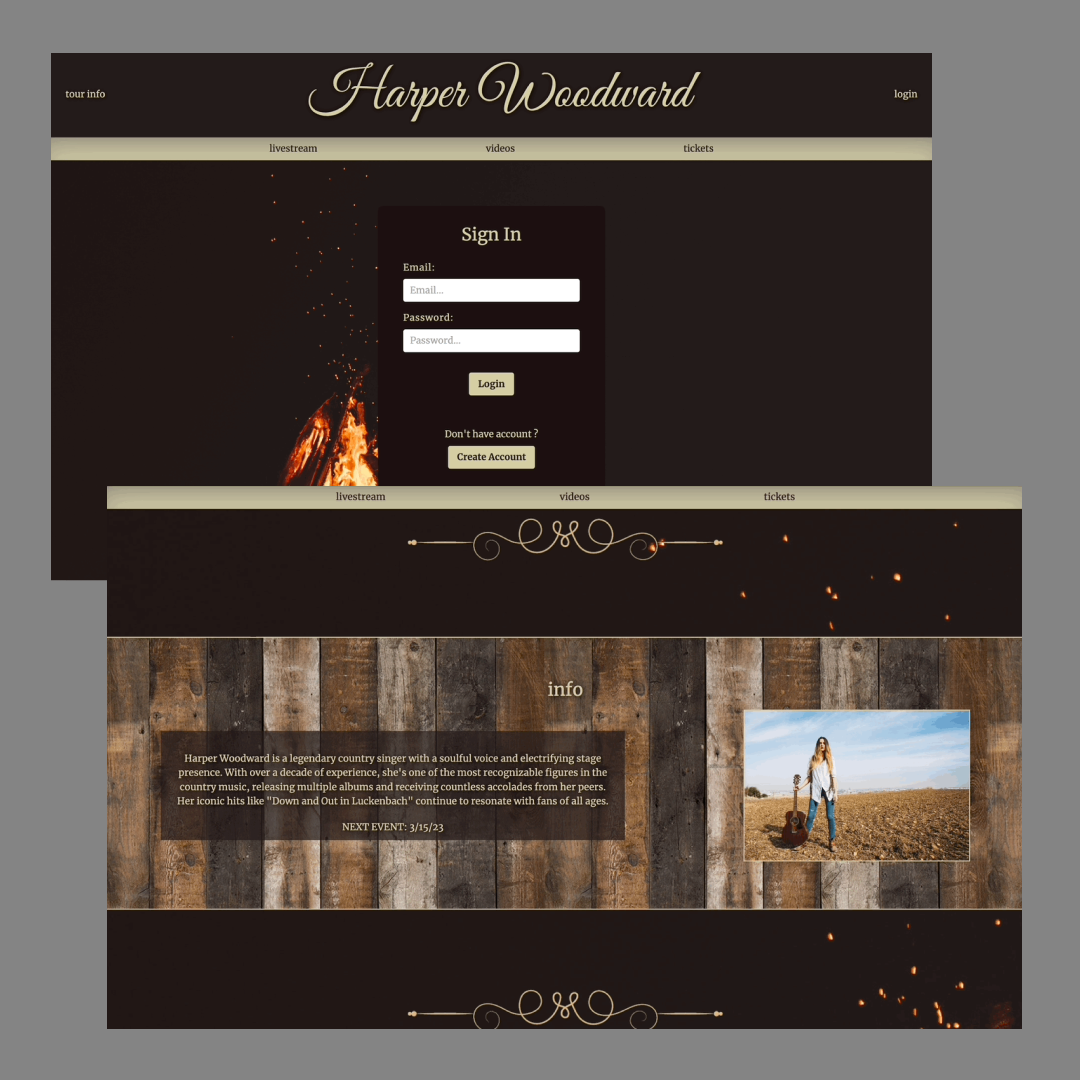 tour info
Harper Woodward
login
livestream videos tickets
Sign In
Email:
Email...
Password:
Password...
Login
Don't have account ?
Create Account
livestream videos tickets
info
Harper Woodward is a legendary country singer with a soulful voice and electrifying stage
presence. With over a decade of experience, she's one of the most recognizable figures in the
country music, releasing multiple albums and receiving countless accolades from her peers.
Her iconic hits like "Down and Out in Luckenbach" continue to resonate with fans of all ages.
NEXT EVENT: 3/15/23